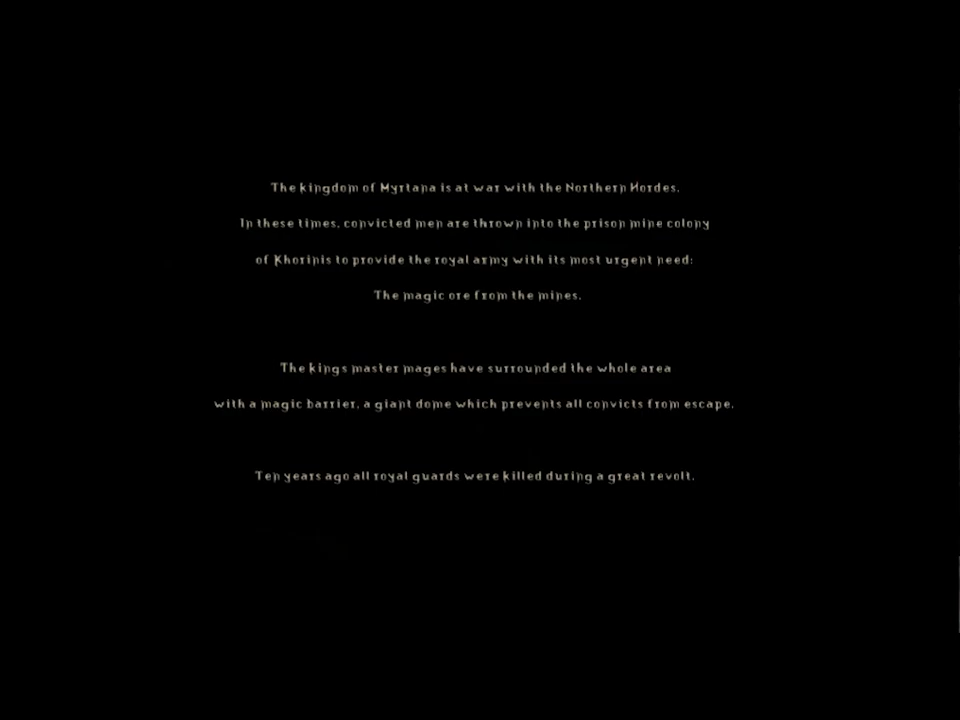 The kingdom of Myrtana is at war with the Northern Hordes.
In these times, convicted men are thrown into the prison mine colony
of Khorinis to provide the royal army with its most urgent need:
The magic ore from the mines.
The kings master mages have surrounded the whole area
with a magic barrier, a giant dome which prevents all convicts from escape.
Ten years ago all royal guards were killed during a great revolt.